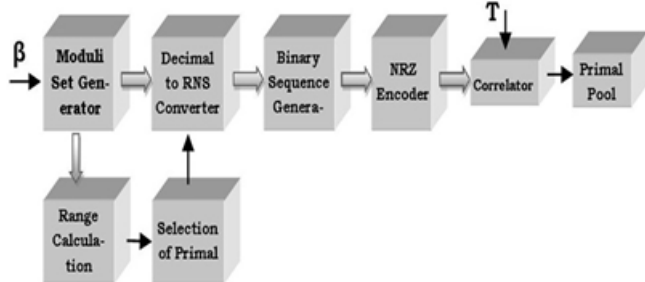 β
Moduli
Set Gen-
erator
Decimal
to RNS
Converter
Binary
Sequence
Genera-
NRZ
Encoder
T
Correlator
Primal
Pool
Range
Calcula-
tion
Selection
of Primal